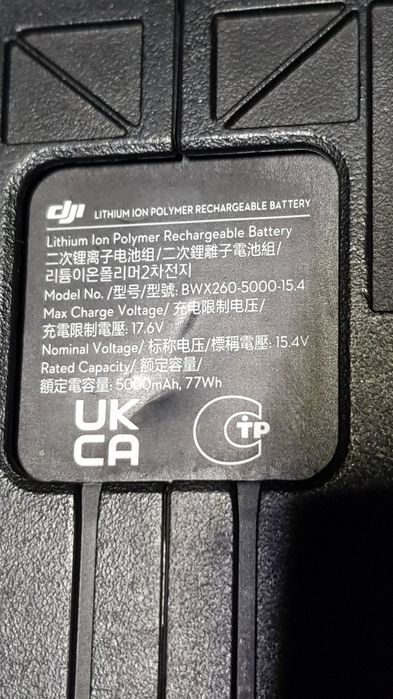 dji LITHIUM ION POLYMER RECHARGEABLE BATTERY
Lithium Ion Polymer Rechargeable Battery
二次锂离子电池组/二次鋰離子電池組/
리튬이온폴리머2차전지
Model No. /型号/型號: BWX260-5000-15.4
Max Charge Voltage/ 充电限制电压/
充電限制電壓: 17.6V
Nominal Voltage/ 标称电压/標稱電壓: 15.4V
Rated Capacity/ 额定容量/
額定電容量: 5000mAh, 77Wh
UK
CA
CTP